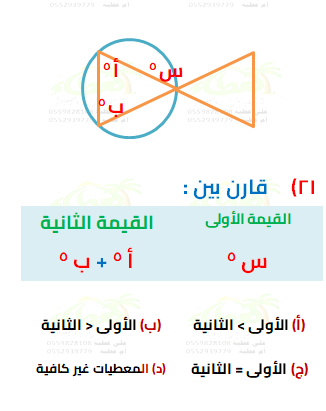 أ °
س °
ب °
٢١) قارن بين :
القيمة الأولى القيمة الثانية
س ° أ ° + ب °
(أ) الأولى > الثانية (ب) الأولى < الثانية
(ج) الأولى = الثانية (د) المعطيات غير كافية